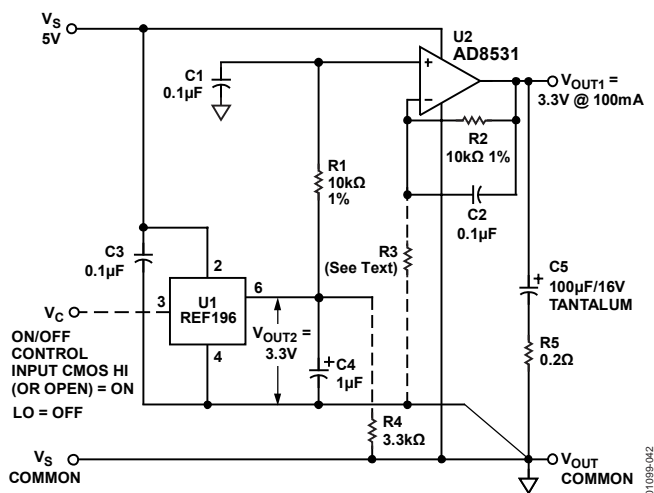 VS
5V
U2
AD8531
C1
0.1µF
+
–
VOUT1 =
3.3V @ 100mA
R2
10kΩ 1%
R1
10kΩ
1%
C2
0.1µF
C3
0.1µF
2
R3
(See Text)
C5
100µF/16V
TANTALUM
+
VC
3
U1
REF196
6
4
VOUT2 =
3.3V
ON/OFF
CONTROL
INPUT CMOS HI
(OR OPEN) = ON
LO = OFF
+
C4
1µF
R5
0.2Ω
R4
3.3kΩ
VS
COMMON
VOUT
COMMON
01099-042